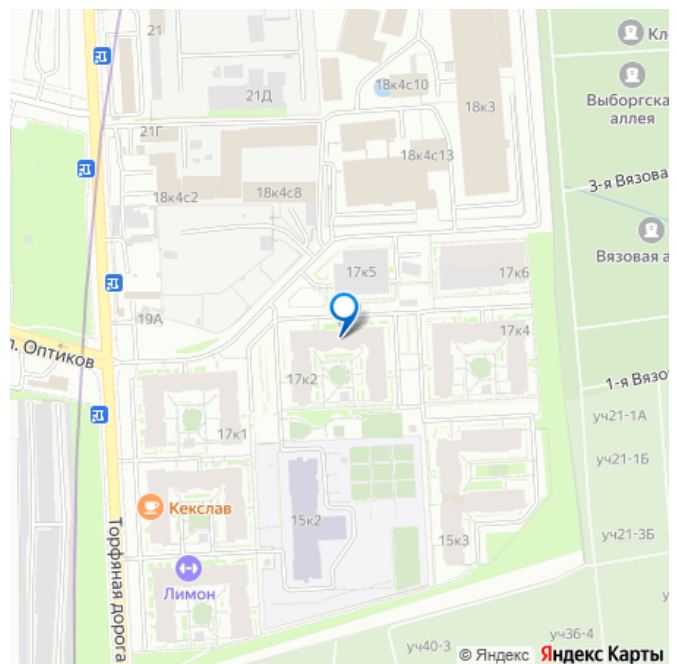 21
21Д
21Г
18к4с10
18к3
Кл
Выборгска
аллея
18к4с13
18к4с2
18к4с8
3-я Вязова
Вязовая а
17к5
17к6
19А
л. Оптиков
17к4
17к2
1-я Вязо
17к1
уч21-1А
уч21-1Б
Кекслав
15к2
15к3
уч21-3Б
Торфяная дорога
Лимон
у
уч40-3
уч36-4
© Яндекс Яндекс Карты